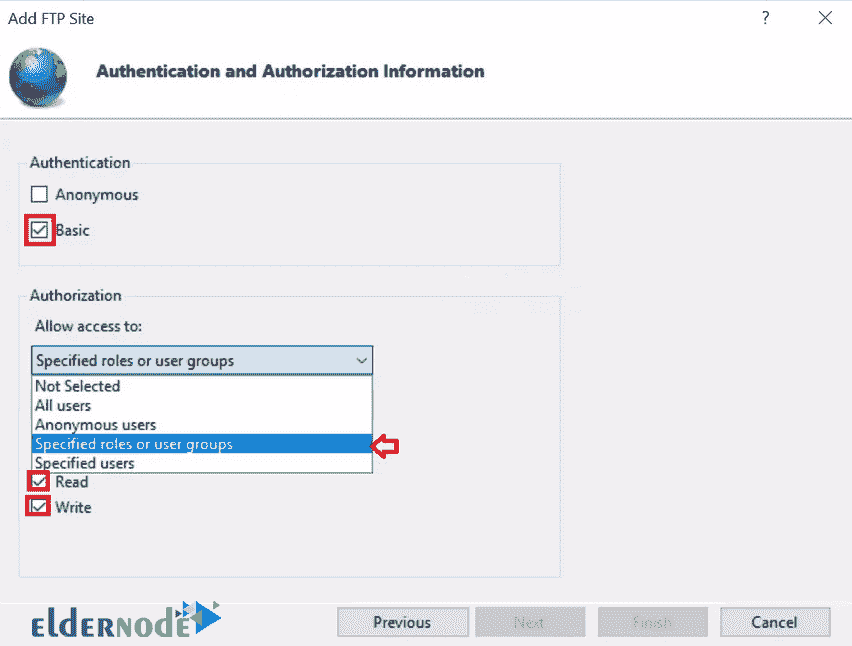 Add FTP Site
?
Authentication and Authorization Information
Authentication
Anonymous
Basic
Authorization
Allow access to:
Specified roles or user groups
Not Selected
All users
Anonymous users
Specified roles or user groups
Specified users
Read
Write
eldernode
Previous Next Finish Cancel